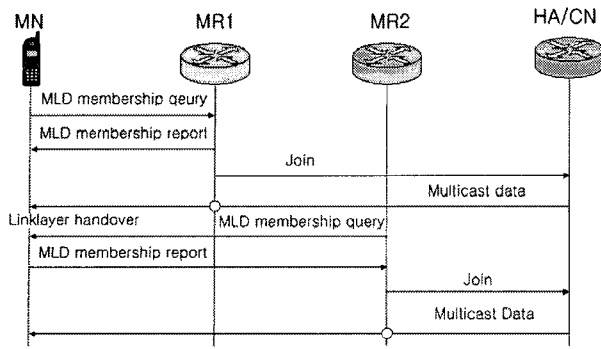 MN MR1 MR2 HA/CN
MLD membership qeury
MLD membership report
Join
Multicast data
Linklayer handover MLD membership query
MLD membership report
Join
Multicast Data